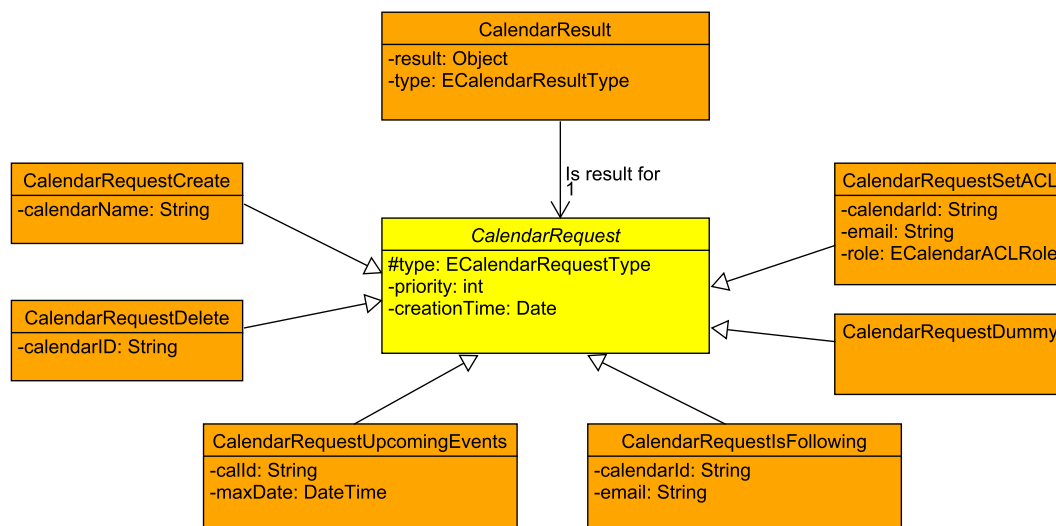 CalendarResult
-result: Object
-type: ECalendarResultType
Is result for
1
CalendarRequestCreate
-calendarName: String
CalendarRequestSetACL
-calendarId: String
-email: String
-role: ECalendarACLRole
CalendarRequest
#type: ECalendarRequestType
-priority: int
-creationTime: Date
CalendarRequestDelete
-calendarID: String
CalendarRequestDummy
CalendarRequestUpcomingEvents
-calId: String
-maxDate: DateTime
CalendarRequestIsFollowing
-calendarId: String
-email: String